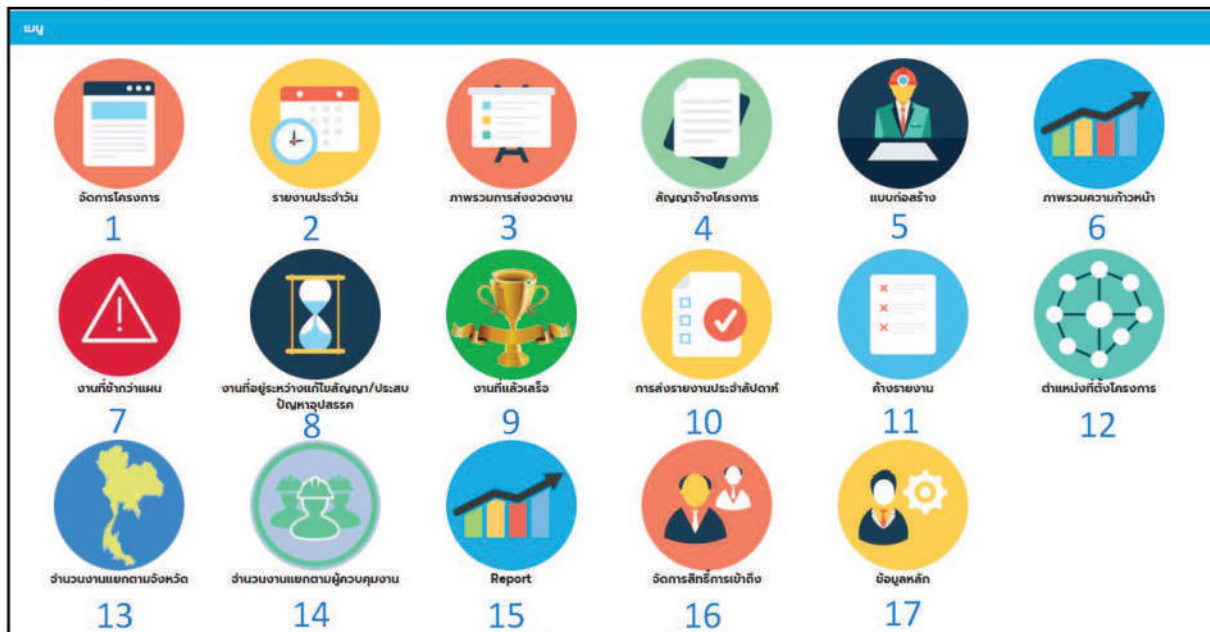 เมนู
จัดการโครงการ
รายงานประจำวัน
ภาพรวมการส่งงวดงาน
สัญญาจ้างโครงการ
แบบก่อสร้าง
ภาพรวมความก้าวหน้า
1
2
3
4
5
6
งานที่ช้ากว่าแผน
งานที่อยู่ระหว่างแก้ไขสัญญา/ประสบ
ปัญหาอุปสรรค
งานที่แล้วเสร็จ
การส่งรายงานประจำสัปดาห์
ค้างรายงาน
ตำแหน่งที่ตั้งโครงการ
7
8
9
10
11
12
จำนวนงานแยกตามจังหวัด
จำนวนงานแยกตามผู้ควบคุมงาน
Report
จัดการสิทธิ์การเข้าถึง
ข้อมูลหลัก
13
14
15
16
17